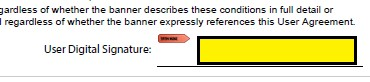 gardless of whether the banner describes these conditions in full detail or
regardless of whether the banner expressly references this User Agreement.
User Digital Signature: